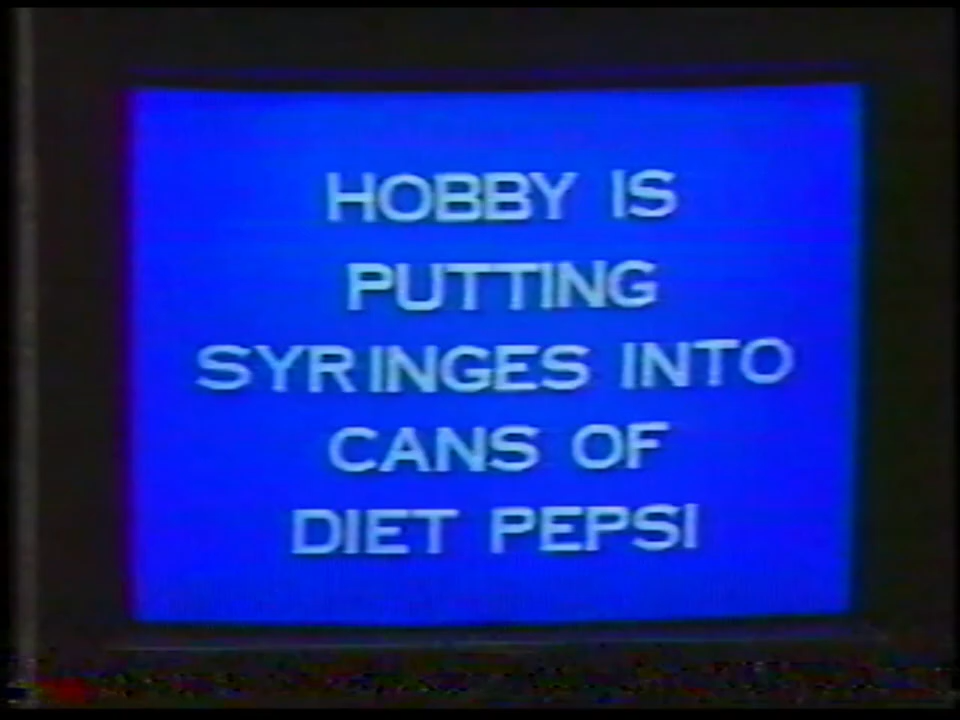 HOBBY IS
PUTTING
SYRINGES INTO
CANS OF
DIET PEPSI